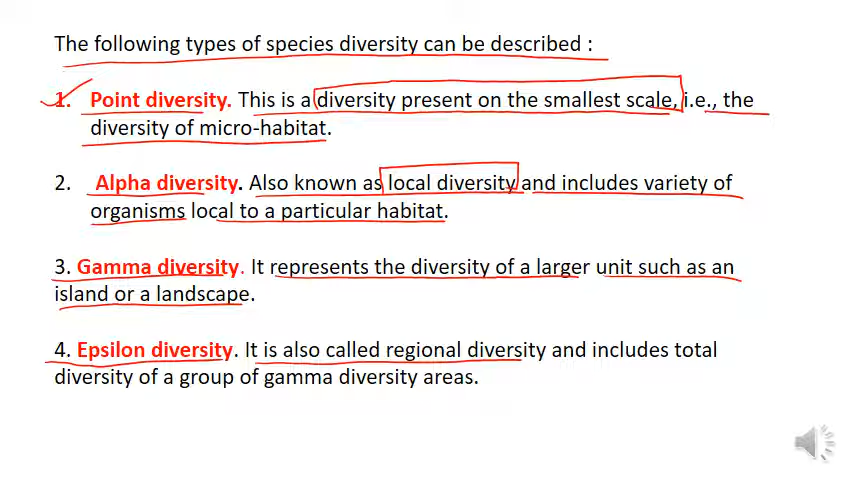 The following types of species diversity can be described :
1. Point diversity. This is a diversity present on the smallest scale, i.e., the
diversity of micro-habitat.
2. Alpha diversity. Also known as local diversity and includes variety of
organisms local to a particular habitat.
3. Gamma diversity. It represents the diversity of a larger unit such as an
island or a landscape.
4. Epsilon diversity. It is also called regional diversity and includes total
diversity of a group of gamma diversity areas.